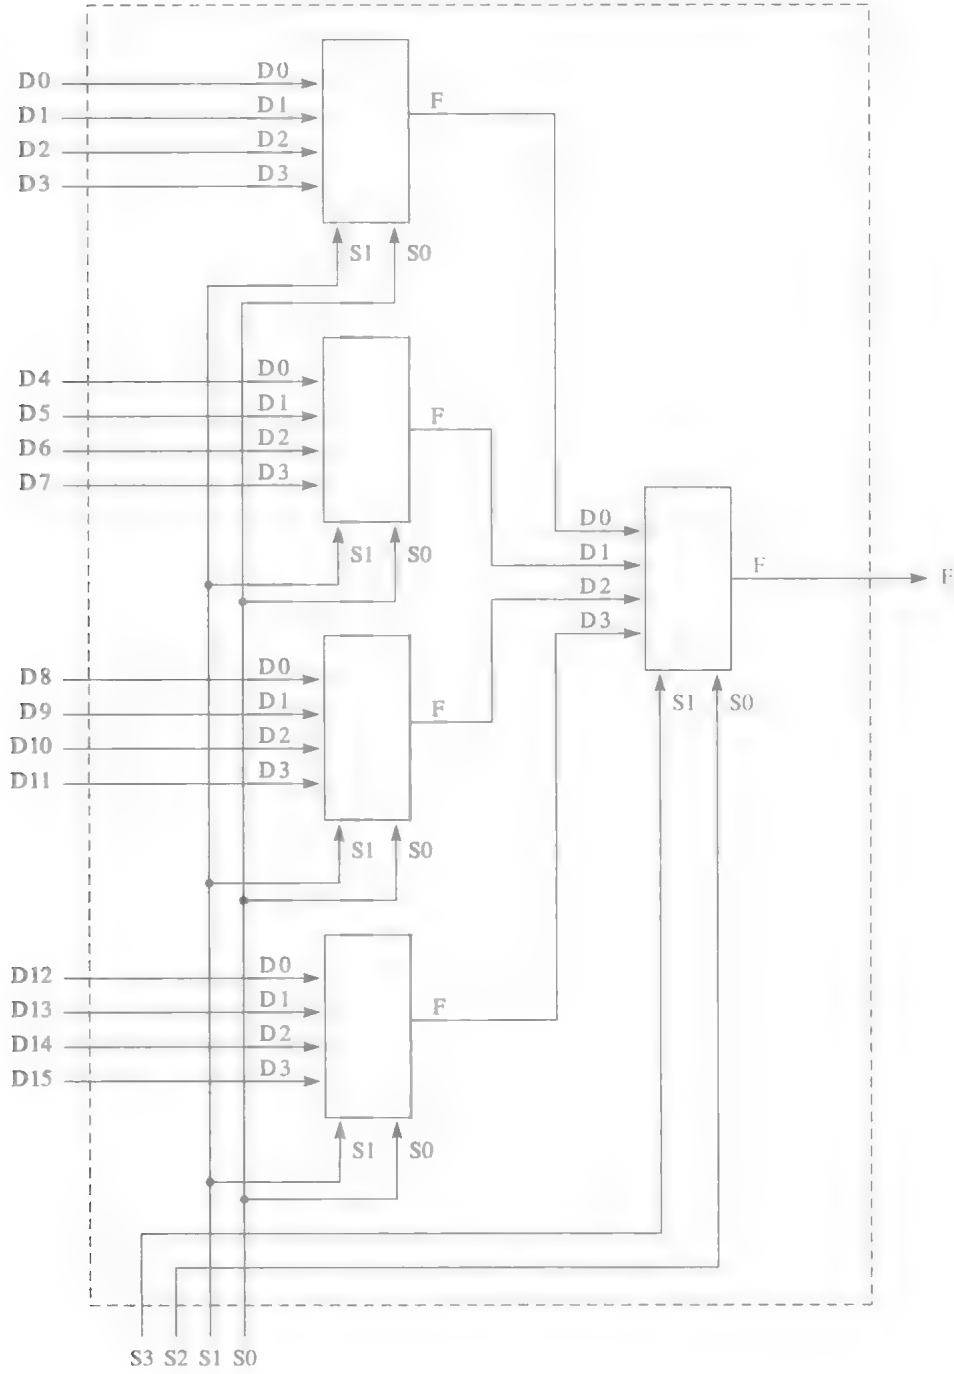 D0 D0
D1 D1 F
D2 D2
D3 D3
S1 S0
D4 D0
D5 D1 F
D6 D2
D7 D3
D0
S1 S0 D1 F F
D2
D3
D8 D0
D9 D1 F S1 S0
D10 D2
D11 D3
S1 S0
D12 D0
D13 D1 F
D14 D2
D15 D3
S1 S0
S3 S2 S1 S0